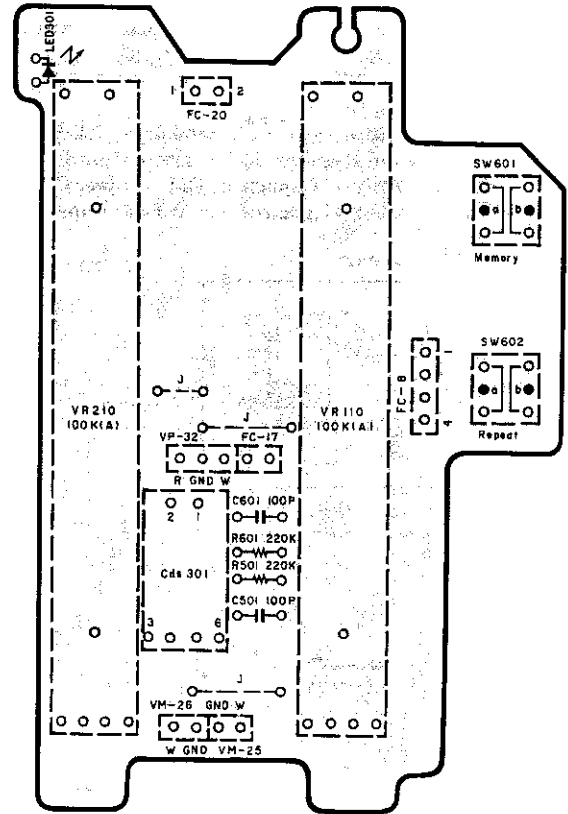 LED301
1 2
FC-20
SW601
a b
Memory
SW602
a b
Repeat
1
FC-8
4
J
J
VR210
100K(A)
VR110
100K(A)
VP-32
FC-17
R GND W
2 1
Cds 301
3 6
C601 100P
R601 220K
R501 220K
C501 100P
J
VM-26 GND W
W GND VM-25